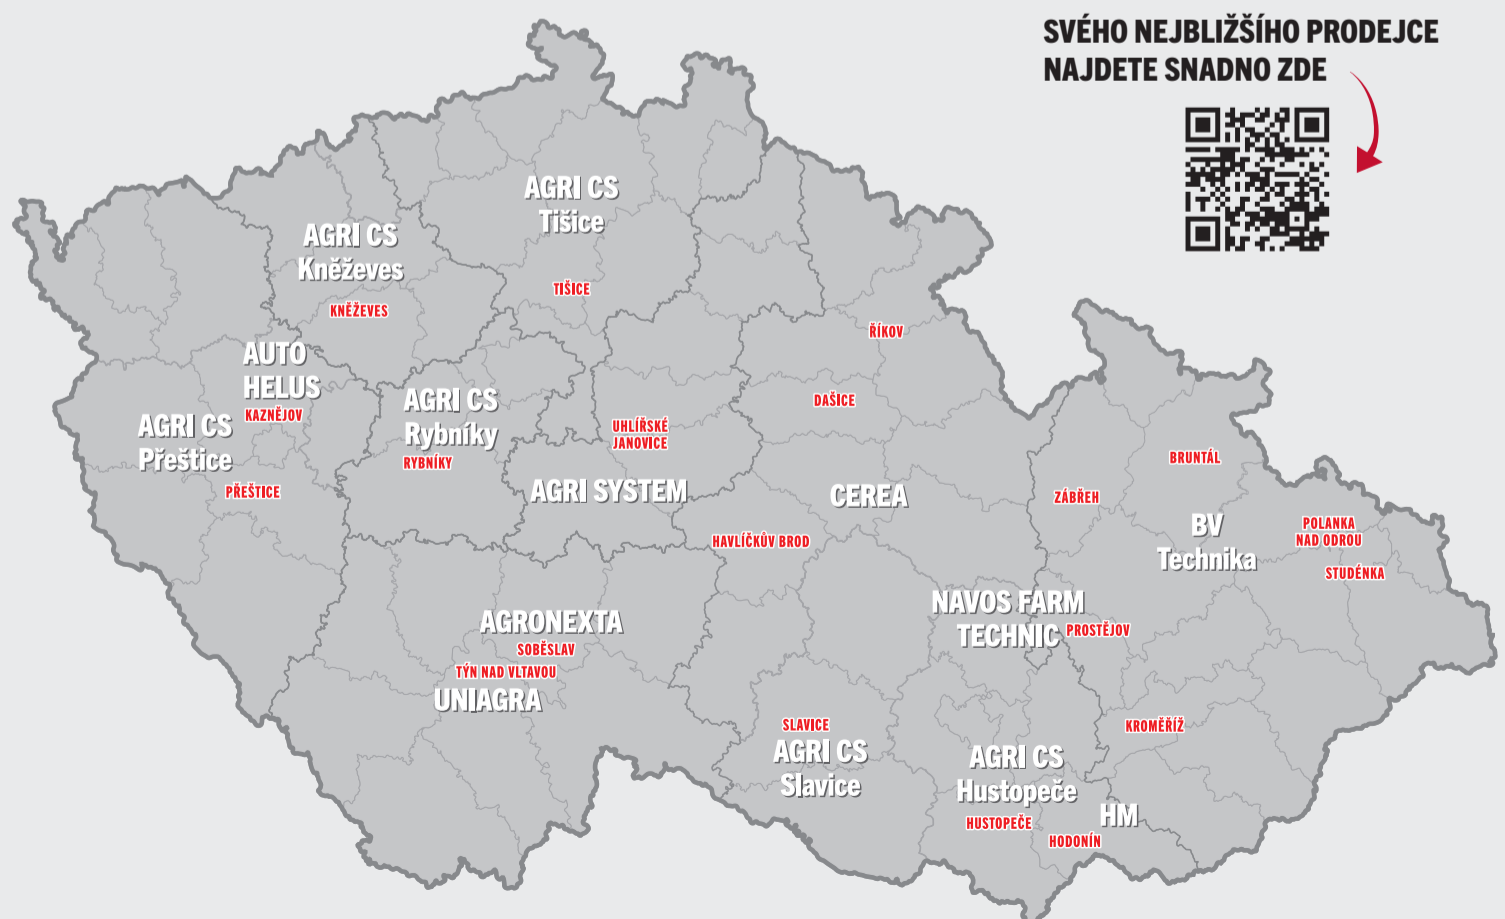 SVÉHO NEJBLIŽŠÍHO PRODEJCE
NAJDETE SNADNO ZDE
AGRI CS
Tišice
TIŠICE
AGRI CS
Kněževes
KNĚŽEVES
ŘÍKOV
AUTO
HELUS
KAZNĚJOV
AGRI CS
Přeštice
PŘEŠTICE
AGRI CS
Rybníky
RYBNÍKY
UHLÍŘSKÉ
JANOVICE
AGRI SYSTEM
DAŠICE
CEREA
HAVLÍČKŮV BROD
BRUNTÁL
ZÁBŘEH
BV
Technika
POLANKA
NAD ODROU
STUDÉNKA
NAVOS FARM
TECHNIC
PROSTĚJOV
AGRONEXTA
SOBĚSLAV
TÝN NAD VLTAVOU
UNIAGRA
SLAVICE
AGRI CS
Slavice
KROMĚŘÍŽ
AGRI CS
Hustopeče
HUSTOPEČE
HM
HODONÍN